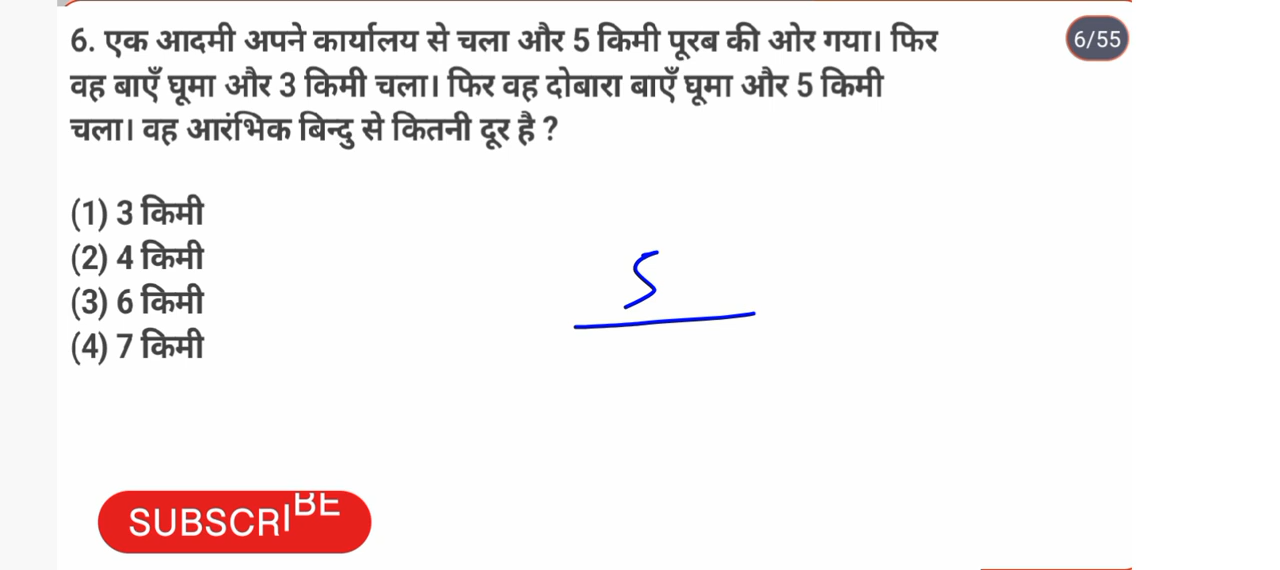 6. एक आदमी अपने कार्यालय से चला और 5 किमी पूरब की ओर गया। फिर
6/55
वह बाएँ घूमा और 3 किमी चला। फिर वह दोबारा बाएँ घूमा और 5 किमी
चला। वह आरंभिक बिन्दु से कितनी दूर है ?
(1) 3 किमी
(2) 4 किमी
(3) 6 किमी
(4) 7 किमी
5
SUBSCRIBE